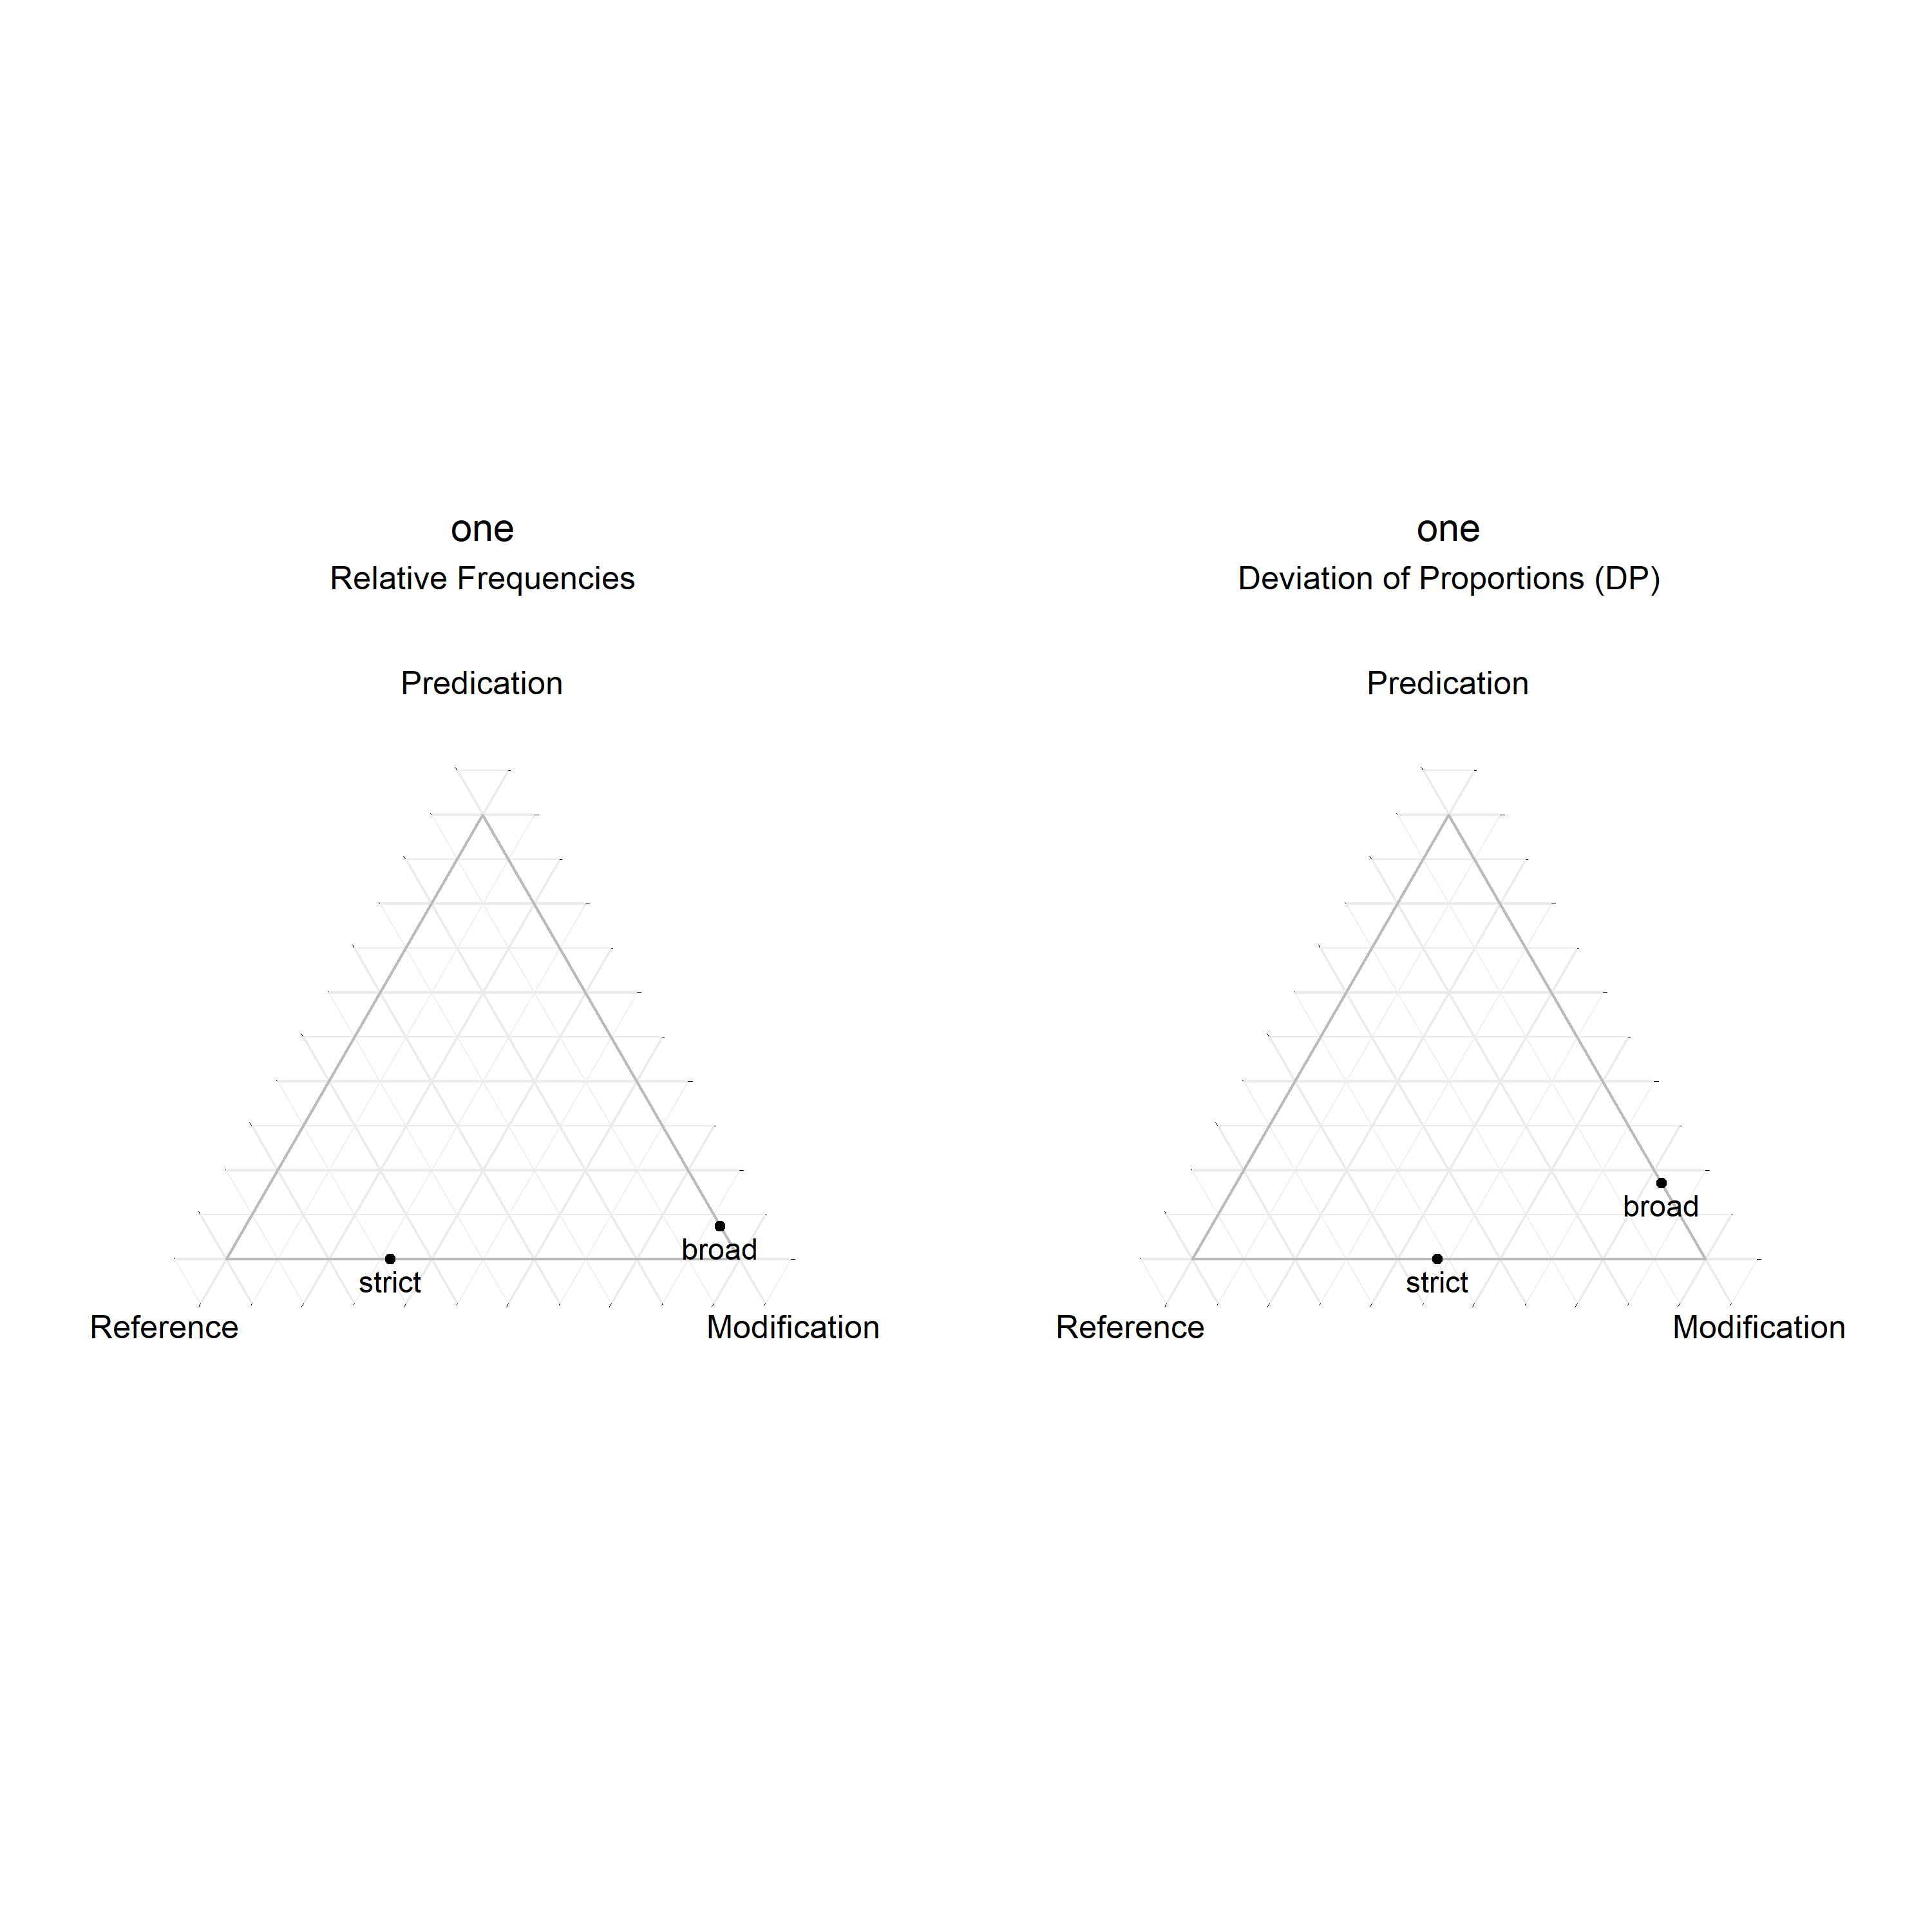 one
Relative Frequencies
Predication
broad
strict
Reference
Modification
one
Deviation of Proportions (DP)
Predication
broad
strict
Reference
Modification